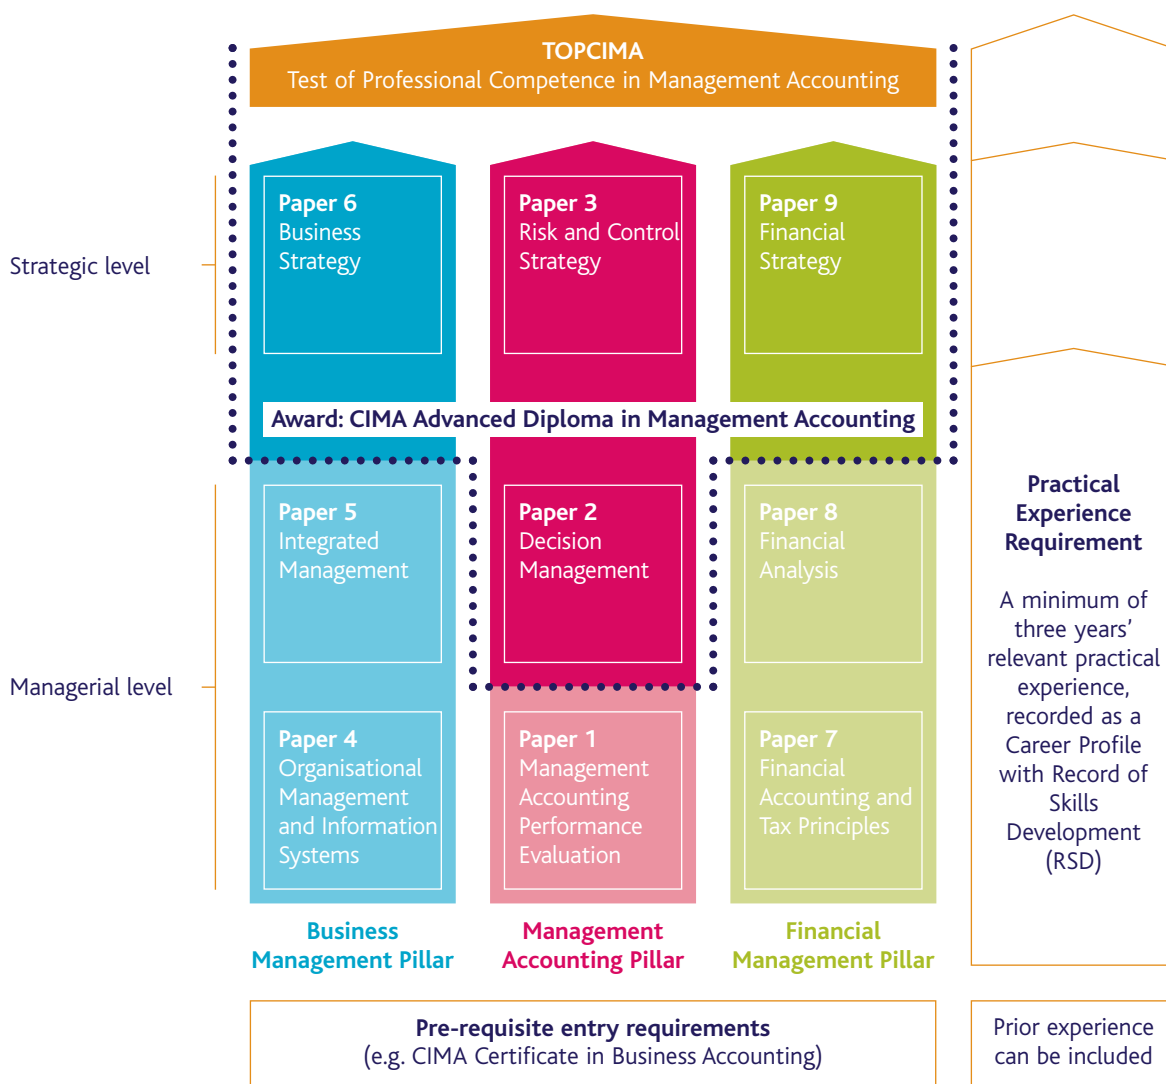 TOPCIMA
Test of Professional Competence in Management Accounting
Strategic level
Paper 6
Business
Strategy
Paper 3
Risk and Control
Strategy
Paper 9
Financial
Strategy
Award: CIMA Advanced Diploma in Management Accounting
Managerial level
Paper 5
Integrated
Management
Paper 2
Decision
Management
Paper 8
Financial
Analysis
Paper 4
Organisational
Management
and Information
Systems
Paper 1
Management
Accounting
Performance
Evaluation
Paper 7
Financial
Accounting and
Tax Principles
Business
Management Pillar
Management
Accounting Pillar
Financial
Management Pillar
Practical
Experience
Requirement
A minimum of
three years'
relevant practical
experience,
recorded as a
Career Profile
with Record of
Skills
Development
(RSD)
Pre-requisite entry requirements
(e.g. CIMA Certificate in Business Accounting)
Prior experience
can be included